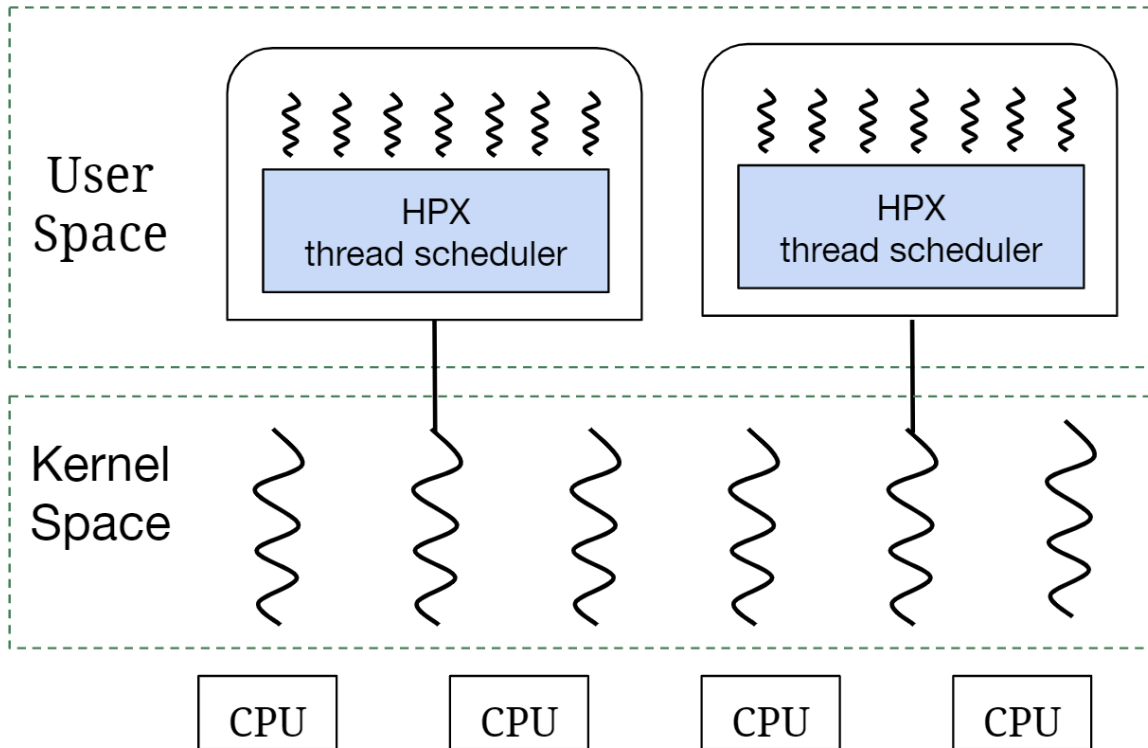 User
Space
HPX
thread scheduler
HPX
thread scheduler
Kernel
Space
CPU
CPU
CPU
CPU